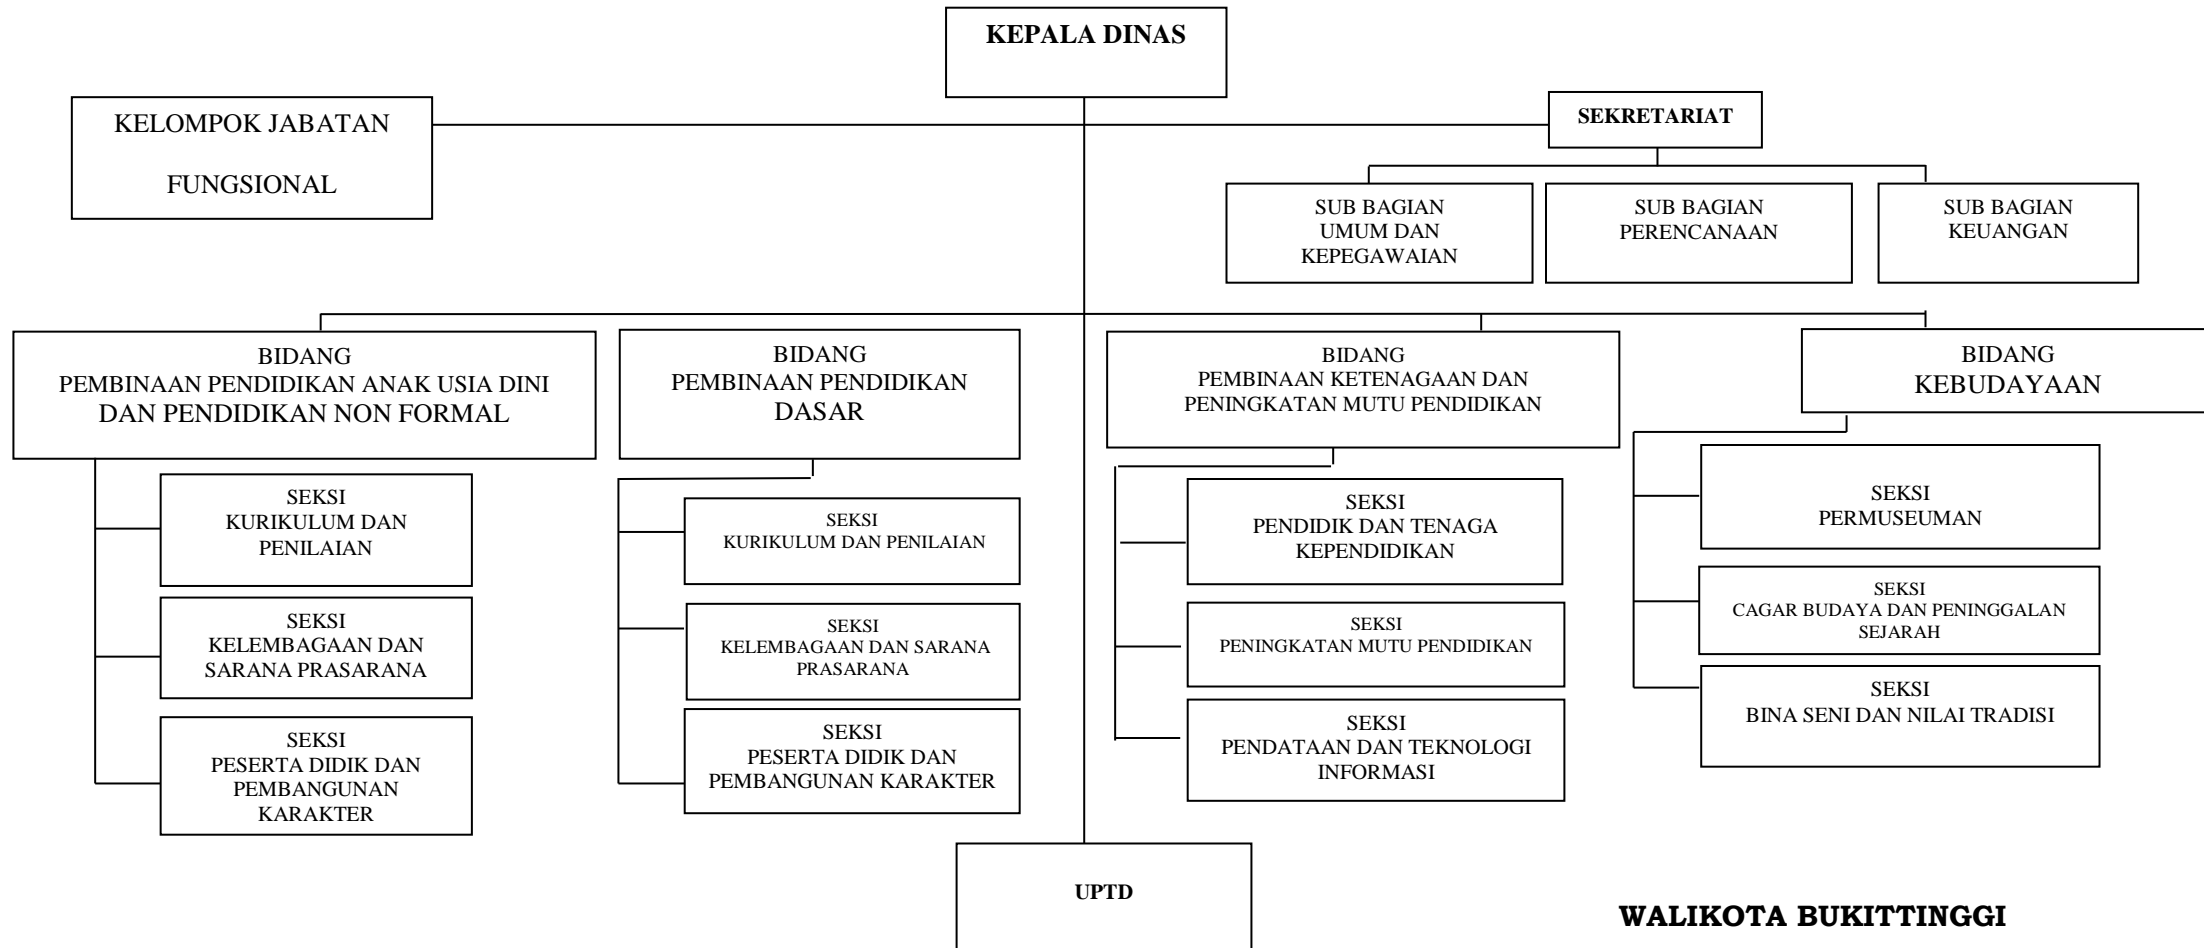 KEPALA DINAS
KELOMPOK JABATAN
FUNGSIONAL
SEKRETARIAT
SUB BAGIAN
UMUM DAN
KEPEGAWAIAN
SUB BAGIAN
PERENCANAAN
SUB BAGIAN
KEUANGAN
BIDANG
PEMBINAAN PENDIDIKAN ANAK USIA DINI
DAN PENDIDIKAN NON FORMAL
SEKSI
KURIKULUM DAN
PENILAIAN
SEKSI
KELEMBAGAAN DAN
SARANA PRASARANA
SEKSI
PESERTA DIDIK DAN
PEMBANGUNAN
KARAKTER
BIDANG
PEMBINAAN PENDIDIKAN
DASAR
SEKSI
KURIKULUM DAN PENILAIAN
SEKSI
KELEMBAGAAN DAN SARANA
PRASARANA
SEKSI
PESERTA DIDIK DAN
PEMBANGUNAN KARAKTER
BIDANG
PEMBINAAN KETENAGAAN DAN
PENINGKATAN MUTU PENDIDIKAN
SEKSI
PENDIDIK DAN TENAGA
KEPENDIDIKAN
SEKSI
PENINGKATAN MUTU PENDIDIKAN
SEKSI
PENDATAAN DAN TEKNOLOGI
INFORMASI
BIDANG
KEBUDAYAAN
SEKSI
PERMUSEUMAN
SEKSI
CAGAR BUDAYA DAN PENINGGALAN
SEJARAH
SEKSI
BINA SENI DAN NILAI TRADISI
UPTD
WALIKOTA BUKITTINGGI